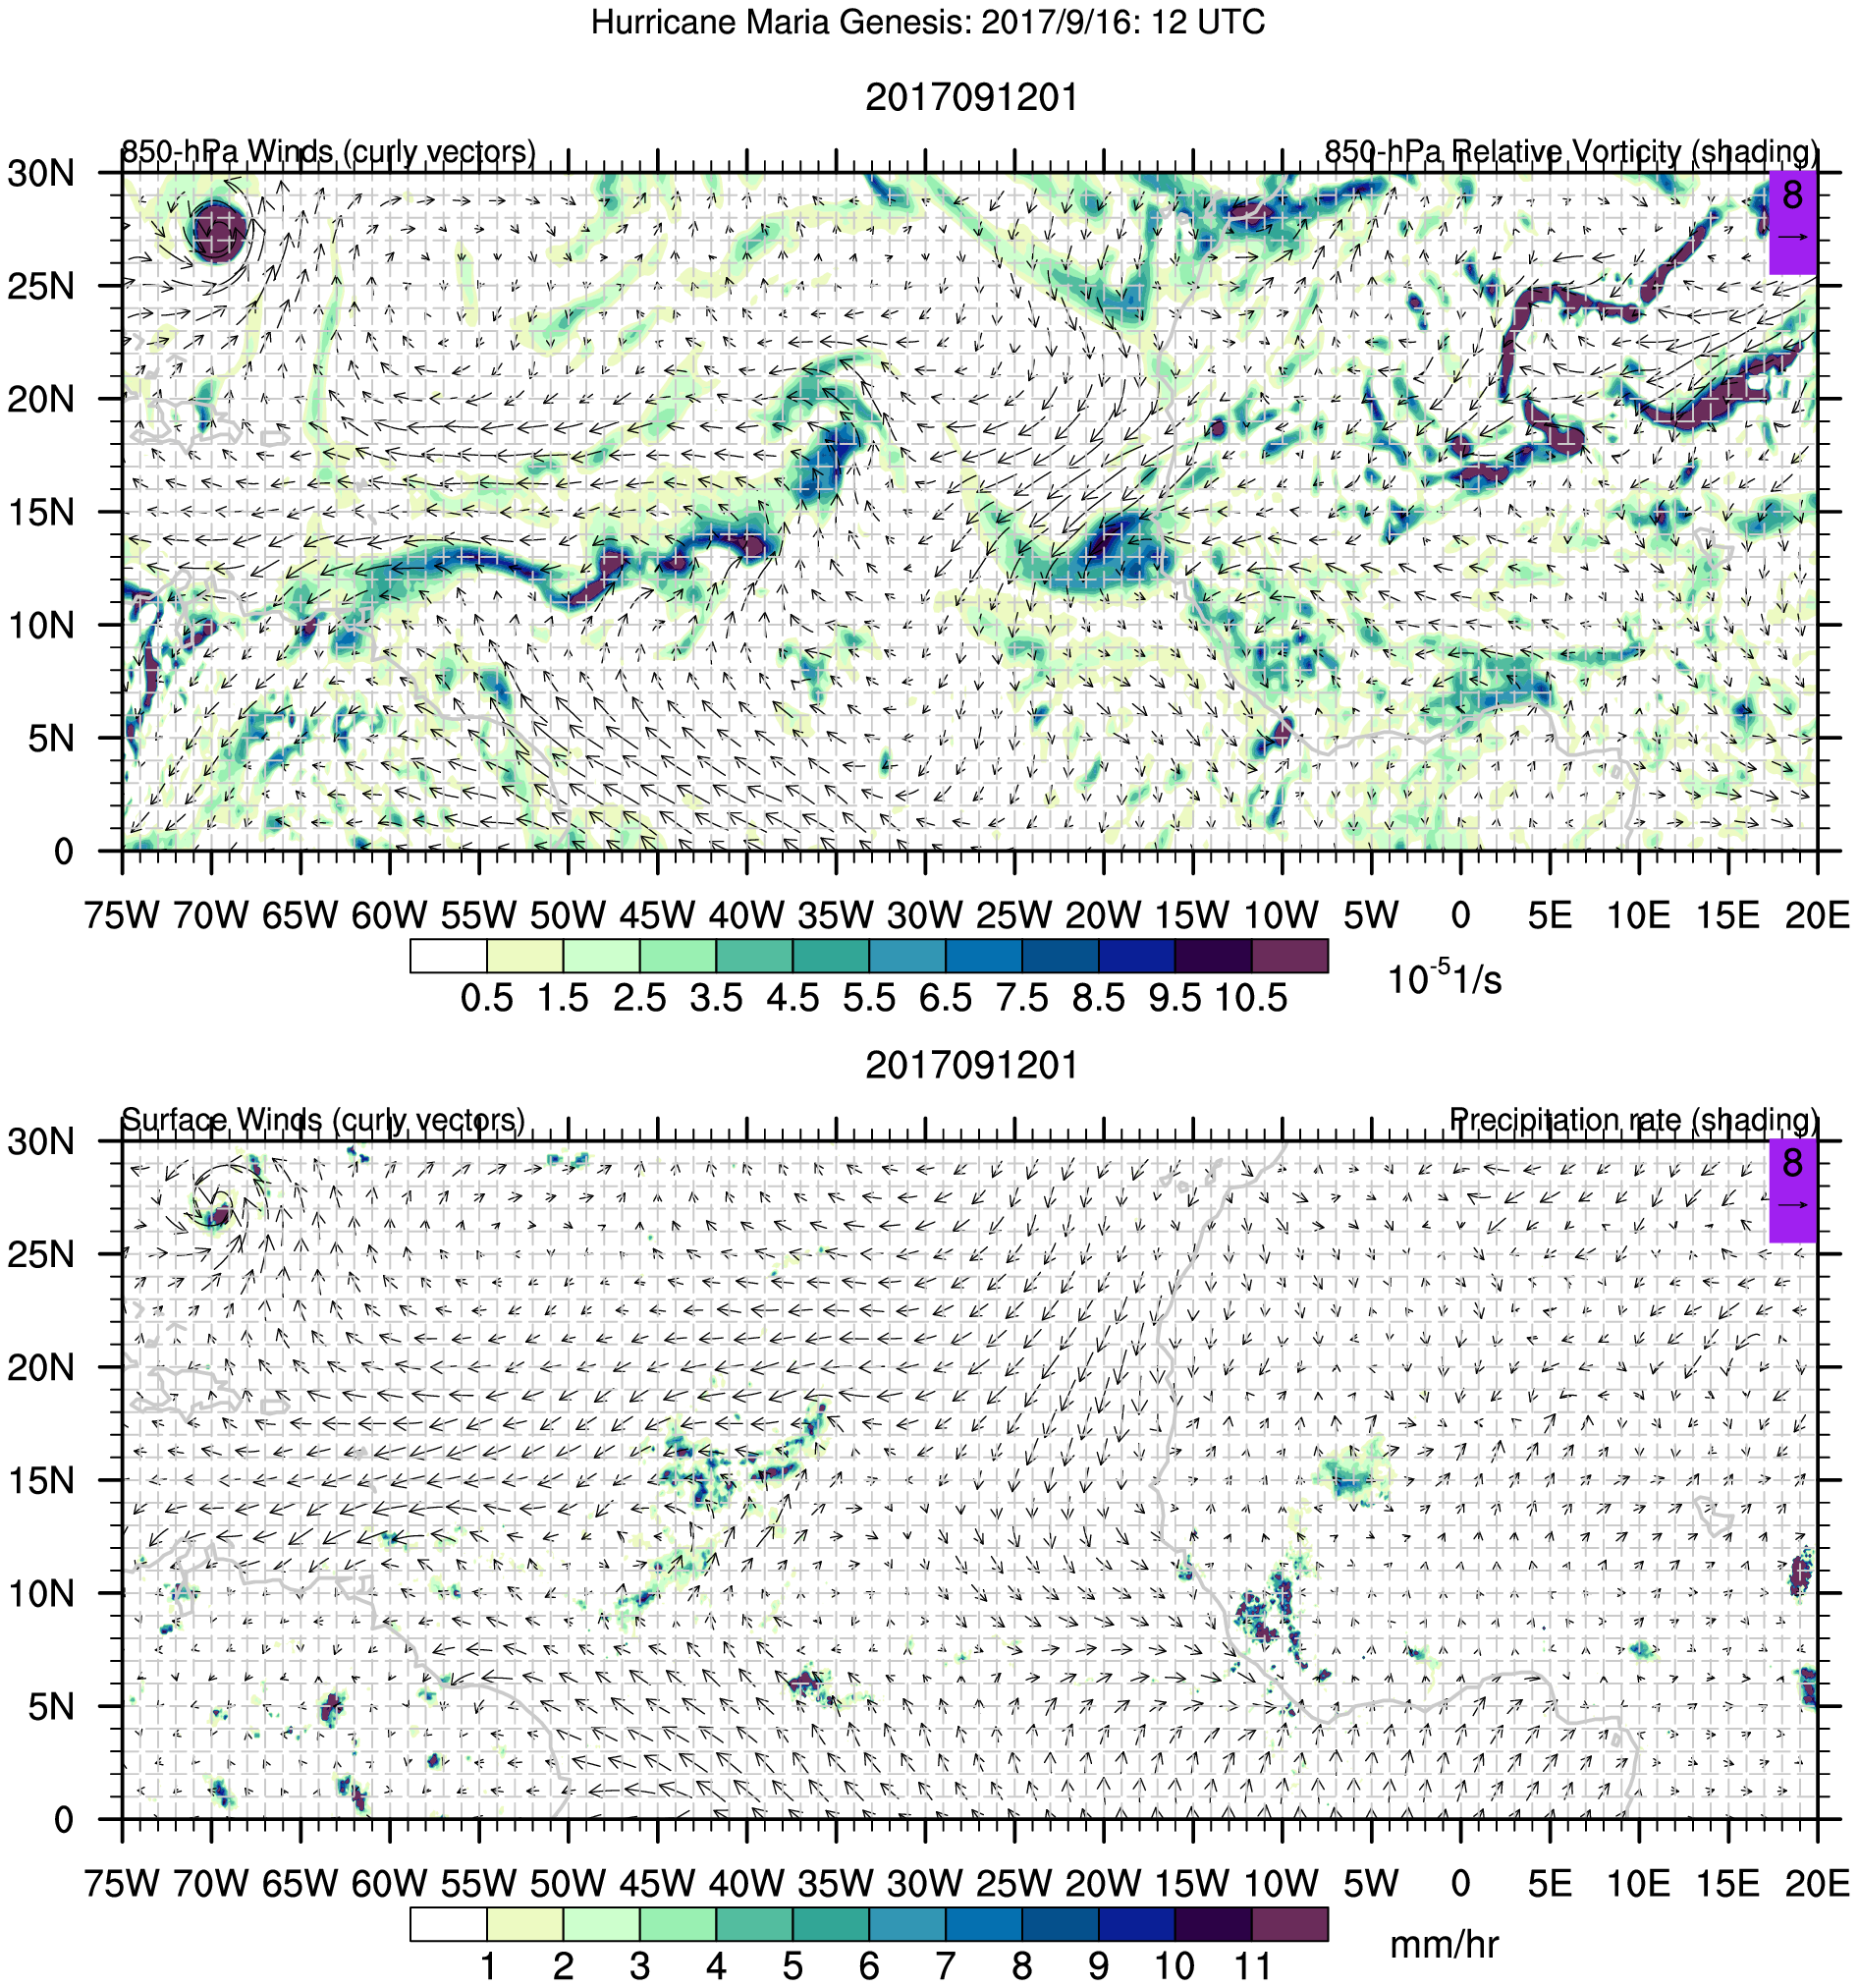 Hurricane Maria Genesis: 2017/9/16: 12 UTC
2017091201
850-hPa Winds (curly vectors) 850-hPa Relative Vorticity (shading)
30N
8
25N
20N
15N
10N
5N
0
75W 70W 65W 60W 55W 50W 45W 40W 35W 30W 25W 20W 15W 10W 5W 0 5E 10E 15E 20E
0.5 1.5 2.5 3.5 4.5 5.5 6.5 7.5 8.5 9.5 10.5 10⁻⁵1/s
2017091201
Surface Winds (curly vectors) Precipitation rate (shading)
30N
8
25N
20N
15N
10N
5N
0
75W 70W 65W 60W 55W 50W 45W 40W 35W 30W 25W 20W 15W 10W 5W 0 5E 10E 15E 20E
1 2 3 4 5 6 7 8 9 10 11 mm/hr